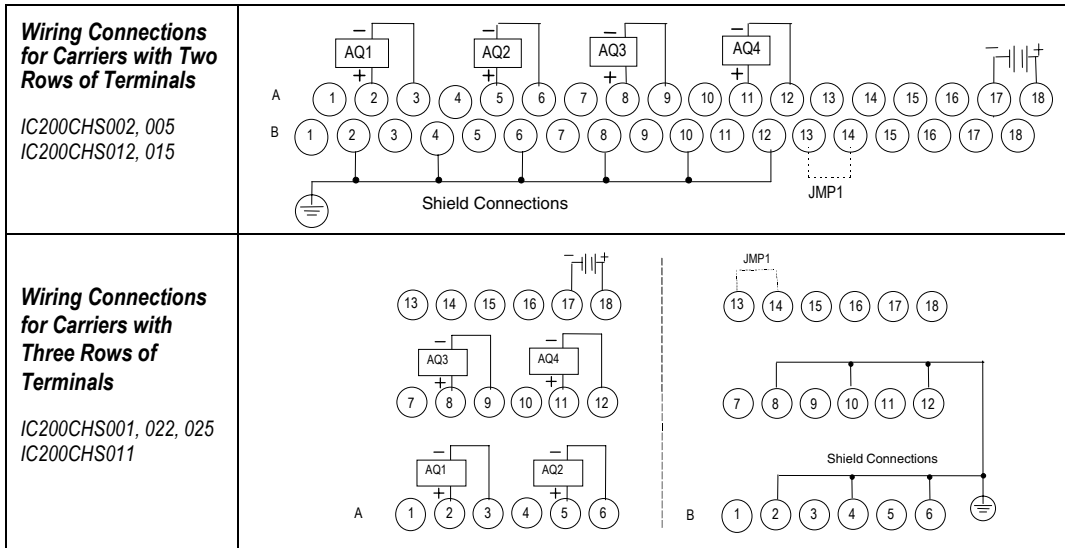 Wiring Connections
for Carriers with Two
Rows of Terminals
IC200CHS002, 005
IC200CHS012, 015
− − − −
AQ1 AQ2 AQ3 AQ4 − +
+ + + +
A 1 2 3 4 5 6 7 8 9 10 11 12 13 14 15 16 17 18
B 1 2 3 4 5 6 7 8 9 10 11 12 13 14 15 16 17 18
Shield Connections JMP1
Wiring Connections
for Carriers with
Three Rows of
Terminals
IC200CHS001, 022, 025
IC200CHS011
− +
13 14 15 16 17 18
− −
AQ3 AQ4
+ +
7 8 9 10 11 12
− −
AQ1 AQ2
+ +
A 1 2 3 4 5 6
JMP1
13 14 15 16 17 18
7 8 9 10 11 12
Shield Connections
B 1 2 3 4 5 6